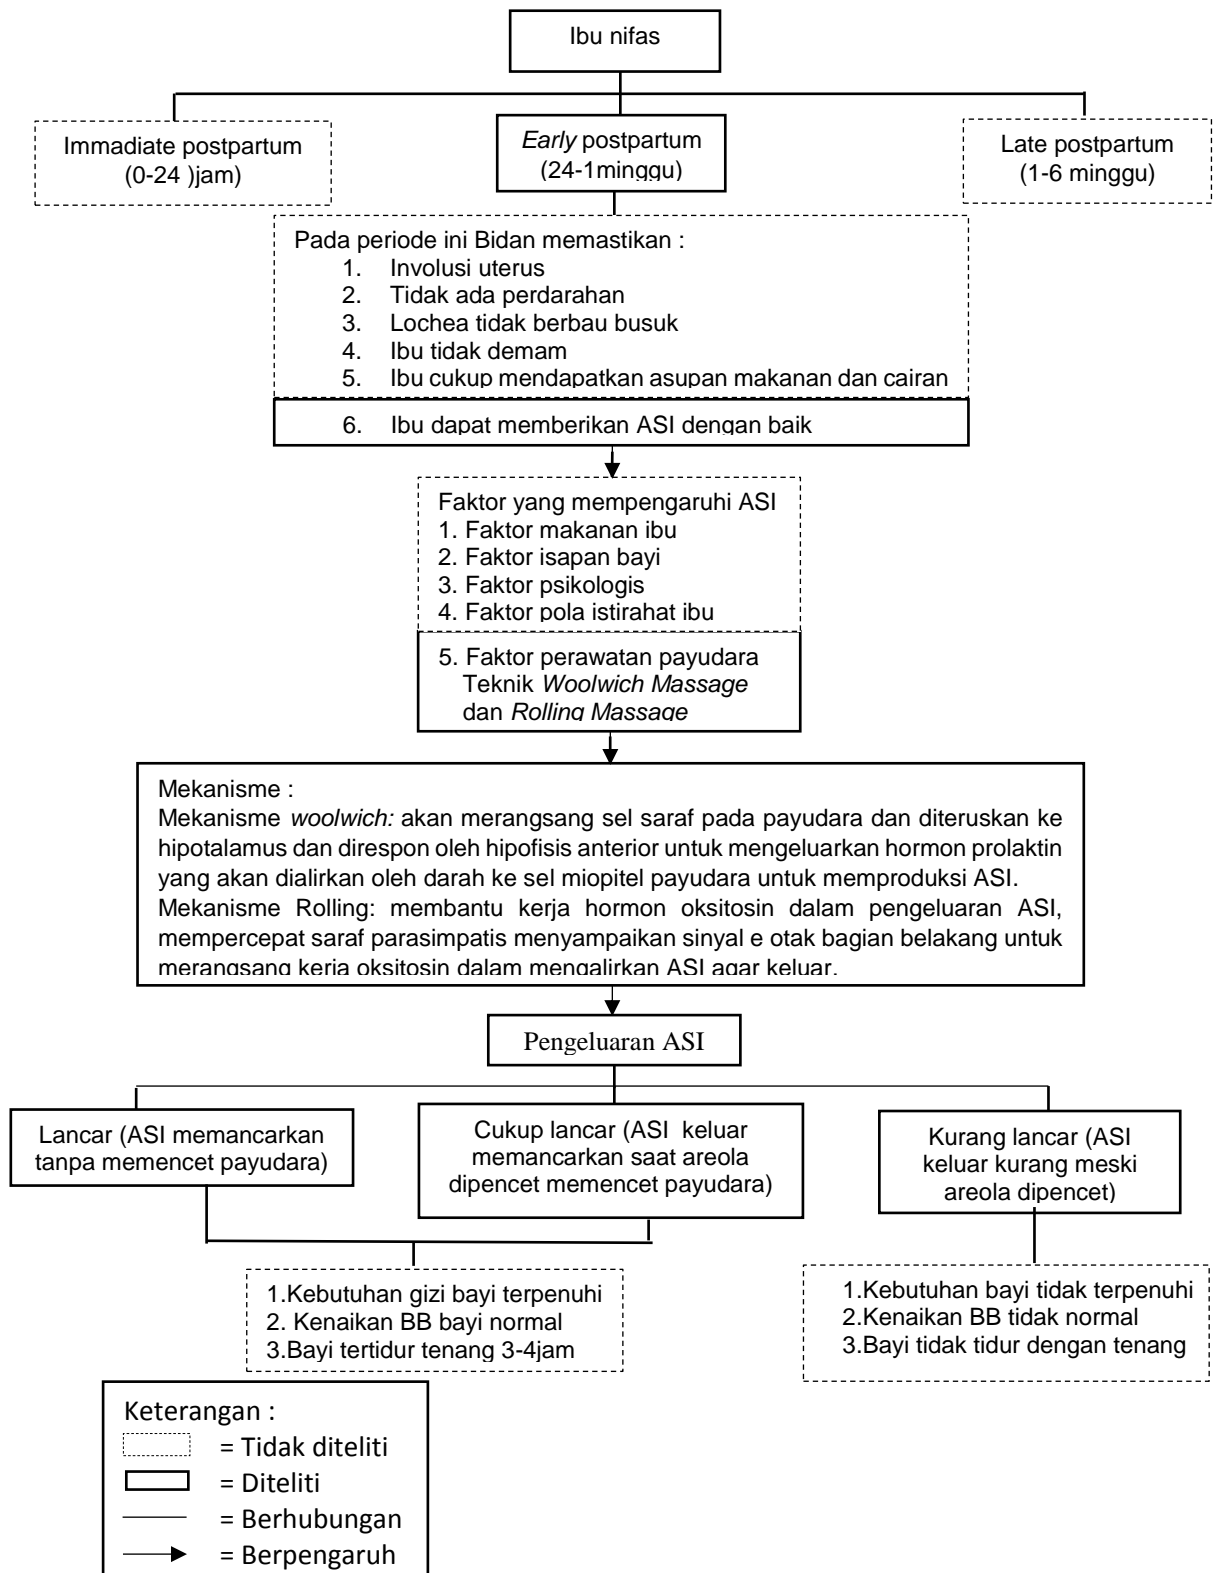 Ibu nifas
Immadiate postpartum
(0-24 )jam)
Early postpartum
(24-1minggu)
Late postpartum
(1-6 minggu)
Pada periode ini Bidan memastikan :
1. Involusi uterus
2. Tidak ada perdarahan
3. Lochea tidak berbau busuk
4. Ibu tidak demam
5. Ibu cukup mendapatkan asupan makanan dan cairan
6. Ibu dapat memberikan ASI dengan baik
Faktor yang mempengaruhi ASI
1. Faktor makanan ibu
2. Faktor isapan bayi
3. Faktor psikologis
4. Faktor pola istirahat ibu
5. Faktor perawatan payudara
Teknik Woolwich Massage
dan Rolling Massage
Mekanisme :
Mekanisme woolwich: akan merangsang sel saraf pada payudara dan diteruskan ke
hipotalamus dan direspon oleh hipofisis anterior untuk mengeluarkan hormon prolaktin
yang akan dialirkan oleh darah ke sel miopitel payudara untuk memproduksi ASI.
Mekanisme Rolling: membantu kerja hormon oksitosin dalam pengeluaran ASI,
mempercepat saraf parasimpatis menyampaikan sinyal e otak bagian belakang untuk
merangsang kerja oksitosin dalam mengalirkan ASI agar keluar.
Pengeluaran ASI
Lancar (ASI memancarkan
tanpa memencet payudara)
Cukup lancar (ASI keluar
memancarkan saat areola
dipencet memencet payudara)
Kurang lancar (ASI
keluar kurang meski
areola dipencet)
1.Kebutuhan gizi bayi terpenuhi
2. Kenaikan BB bayi normal
3.Bayi tertidur tenang 3-4jam
1.Kebutuhan bayi tidak terpenuhi
2.Kenaikan BB tidak normal
3.Bayi tidak tidur dengan tenang
Keterangan :
= Tidak diteliti
= Diteliti
= Berhubungan
= Berpengaruh